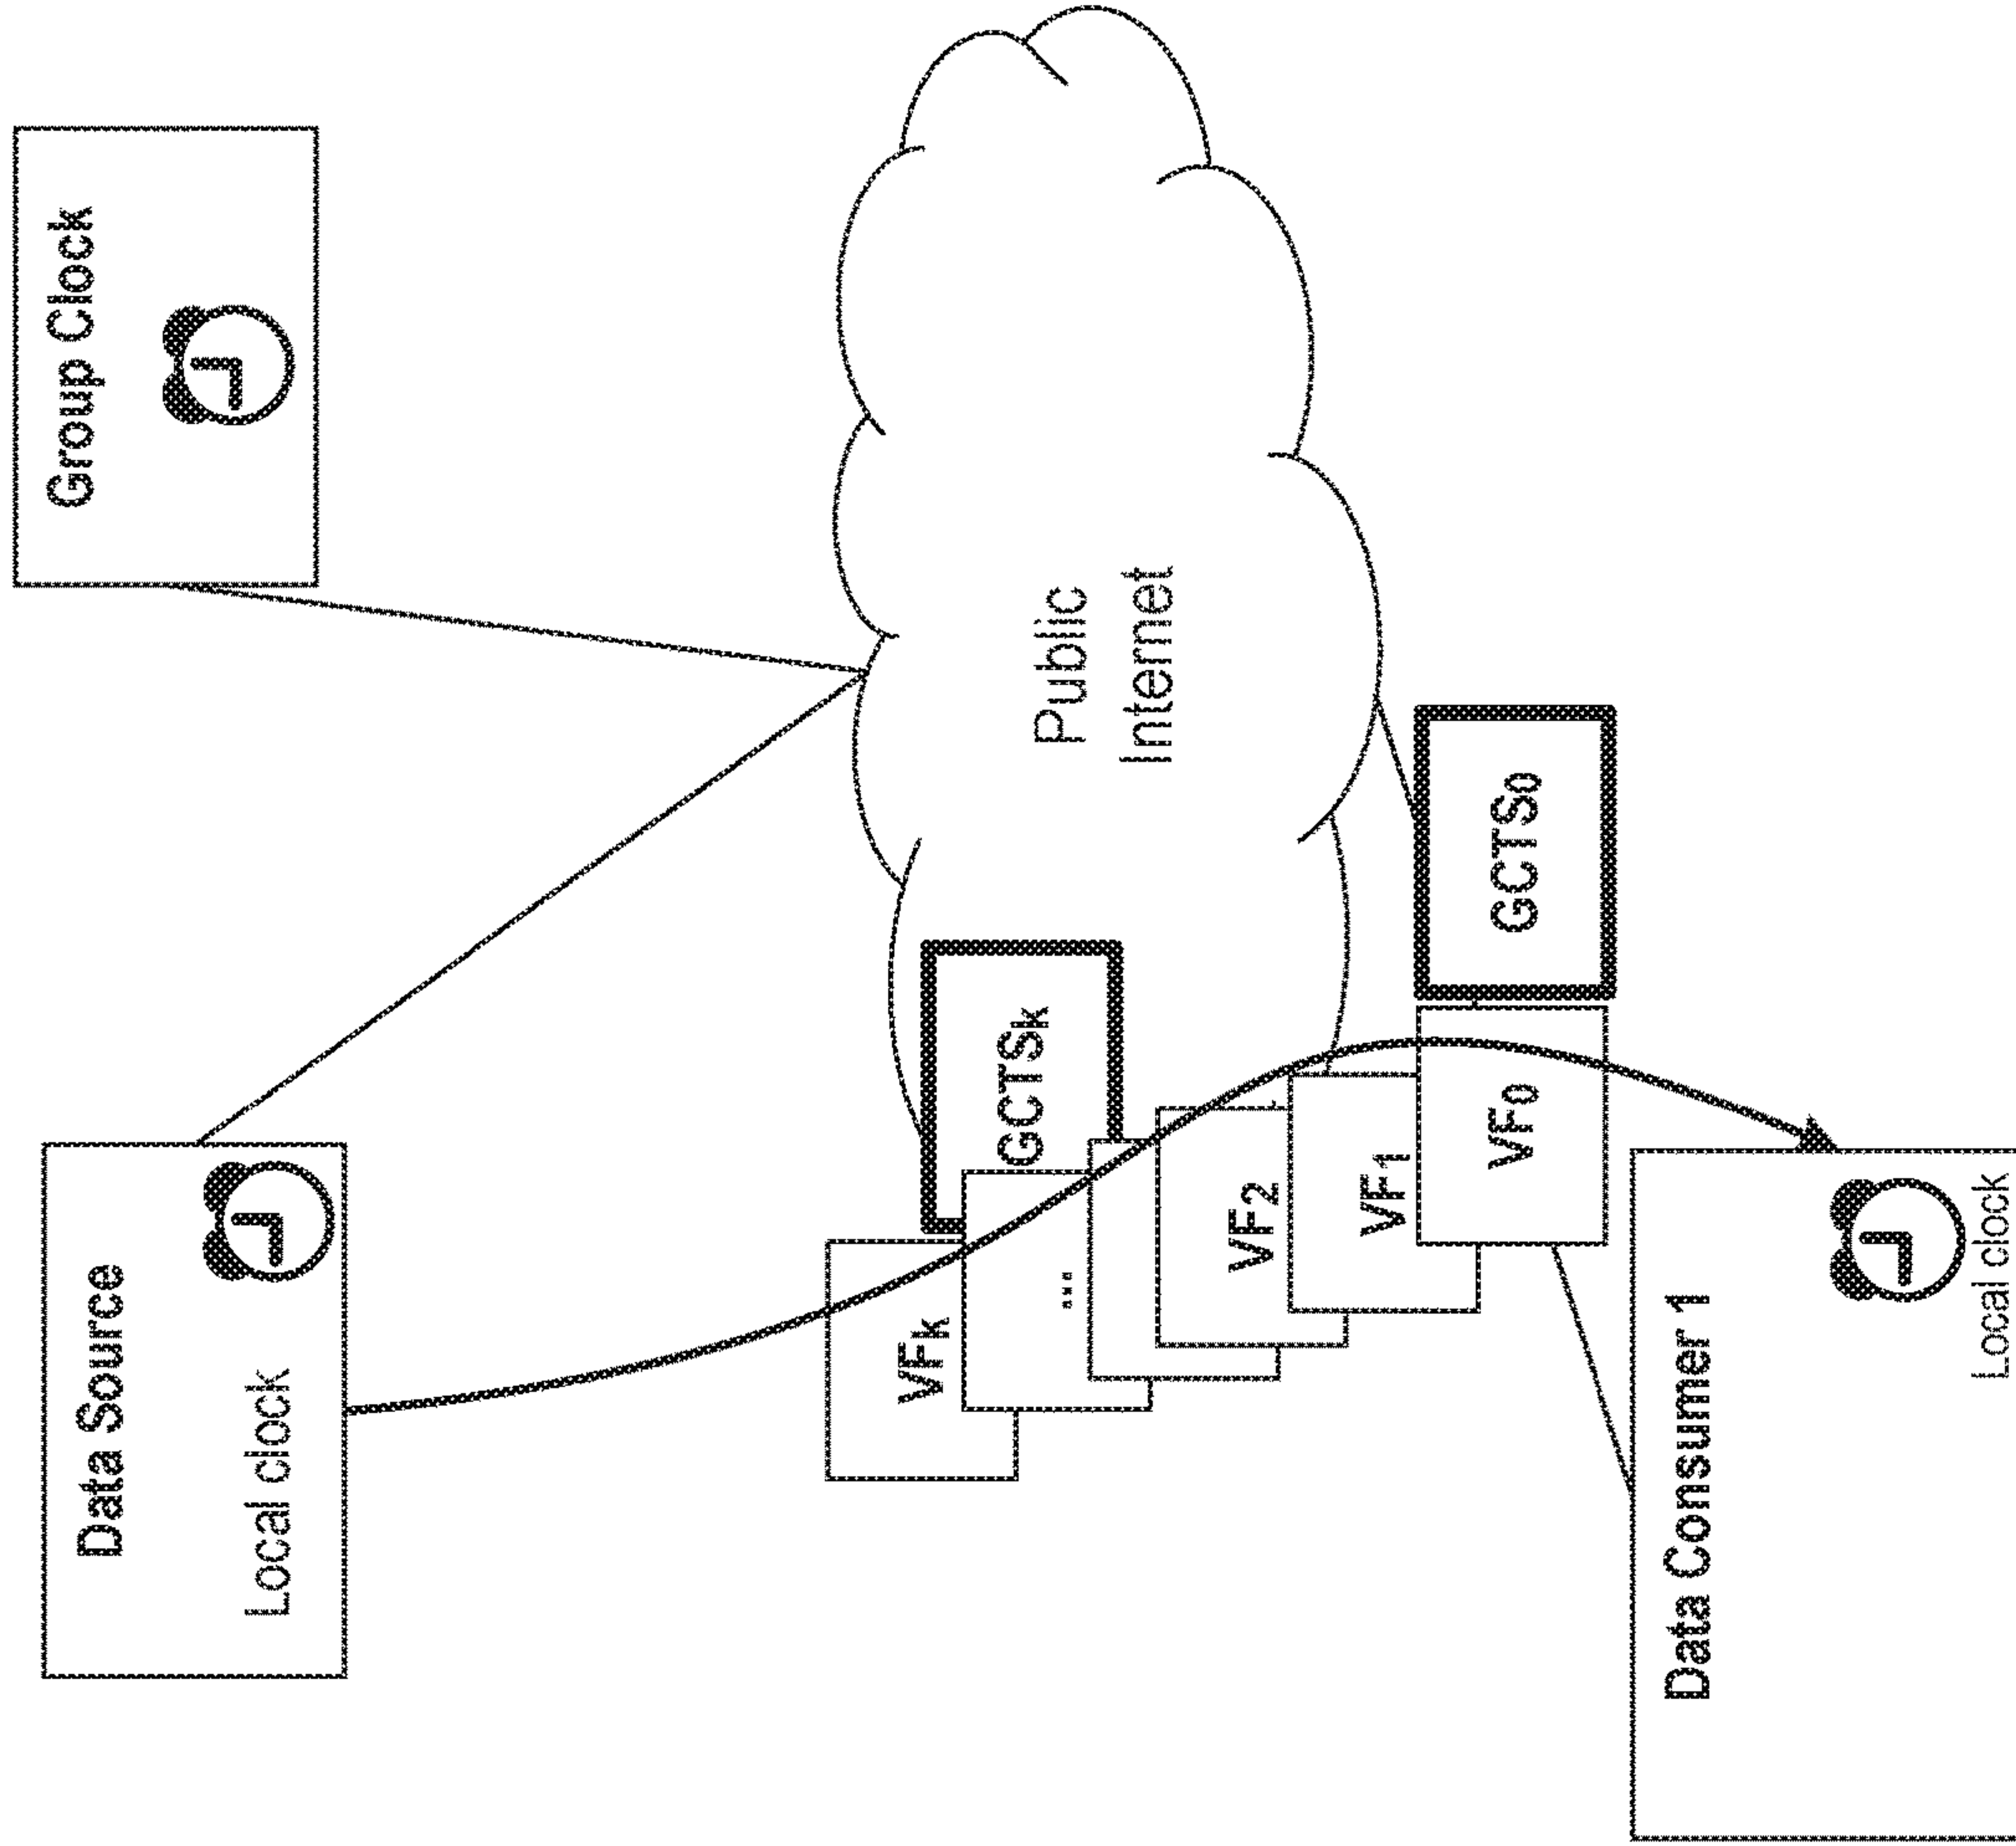 Group Clock
Data Source
Local clock
Public
Internet
GCTSk
VFk
...
VF2
VF1
VF0
GCTS0
Data Consumer 1
Local clock